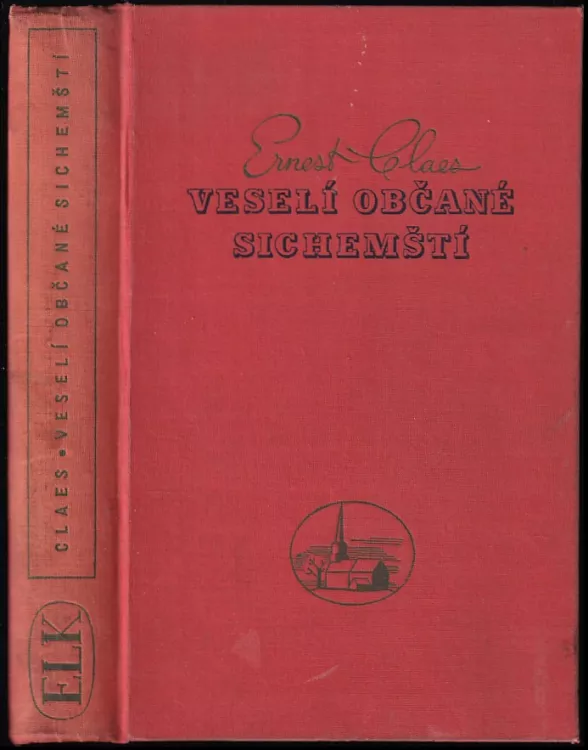 CLAES • VESELÍ OBČANÉ SICHEMŠTÍ
ELK
Ernest Claes
VESELÍ OBČANÉ
SICHEMŠTÍ